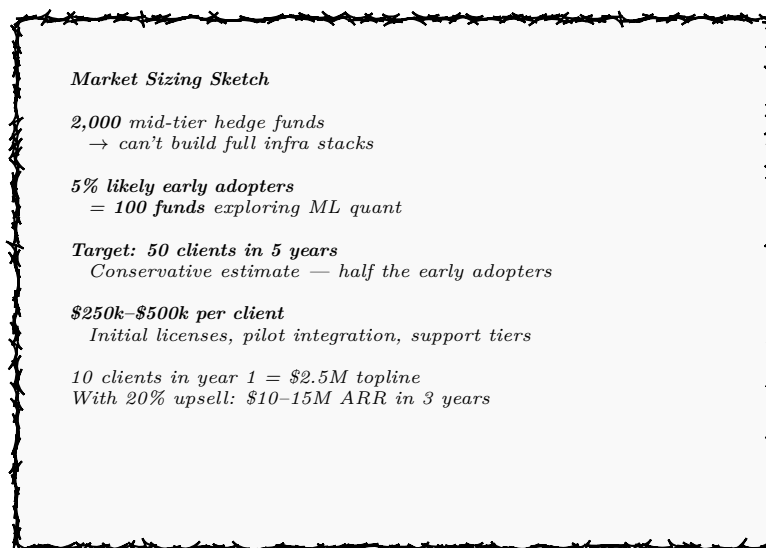 Market Sizing Sketch
2,000 mid-tier hedge funds
→ can't build full infra stacks
5% likely early adopters
= 100 funds exploring ML quant
Target: 50 clients in 5 years
Conservative estimate — half the early adopters
$250k–$500k per client
Initial licenses, pilot integration, support tiers
10 clients in year 1 = $2.5M topline
With 20% upsell: $10–15M ARR in 3 years